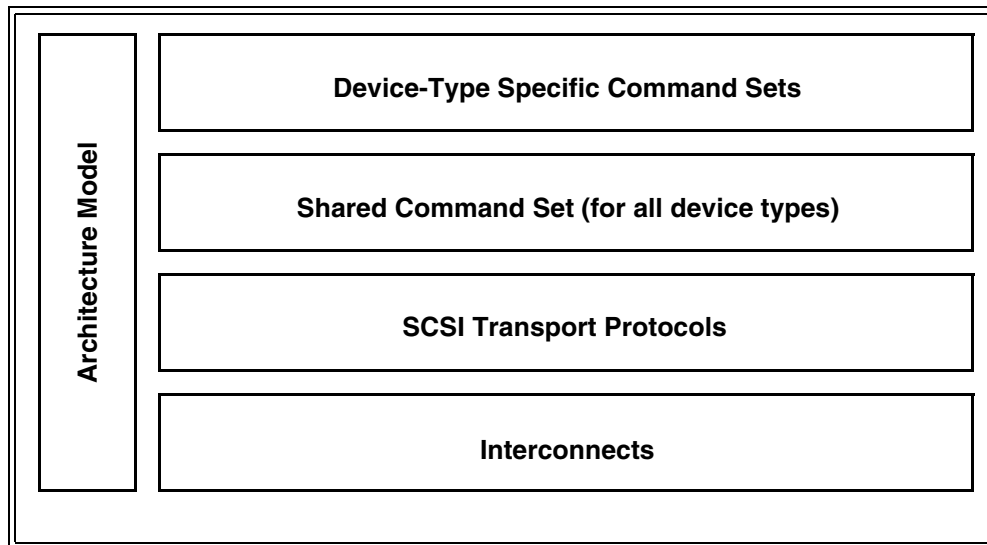 Architecture Model
Device-Type Specific Command Sets
Shared Command Set (for all device types)
SCSI Transport Protocols
Interconnects